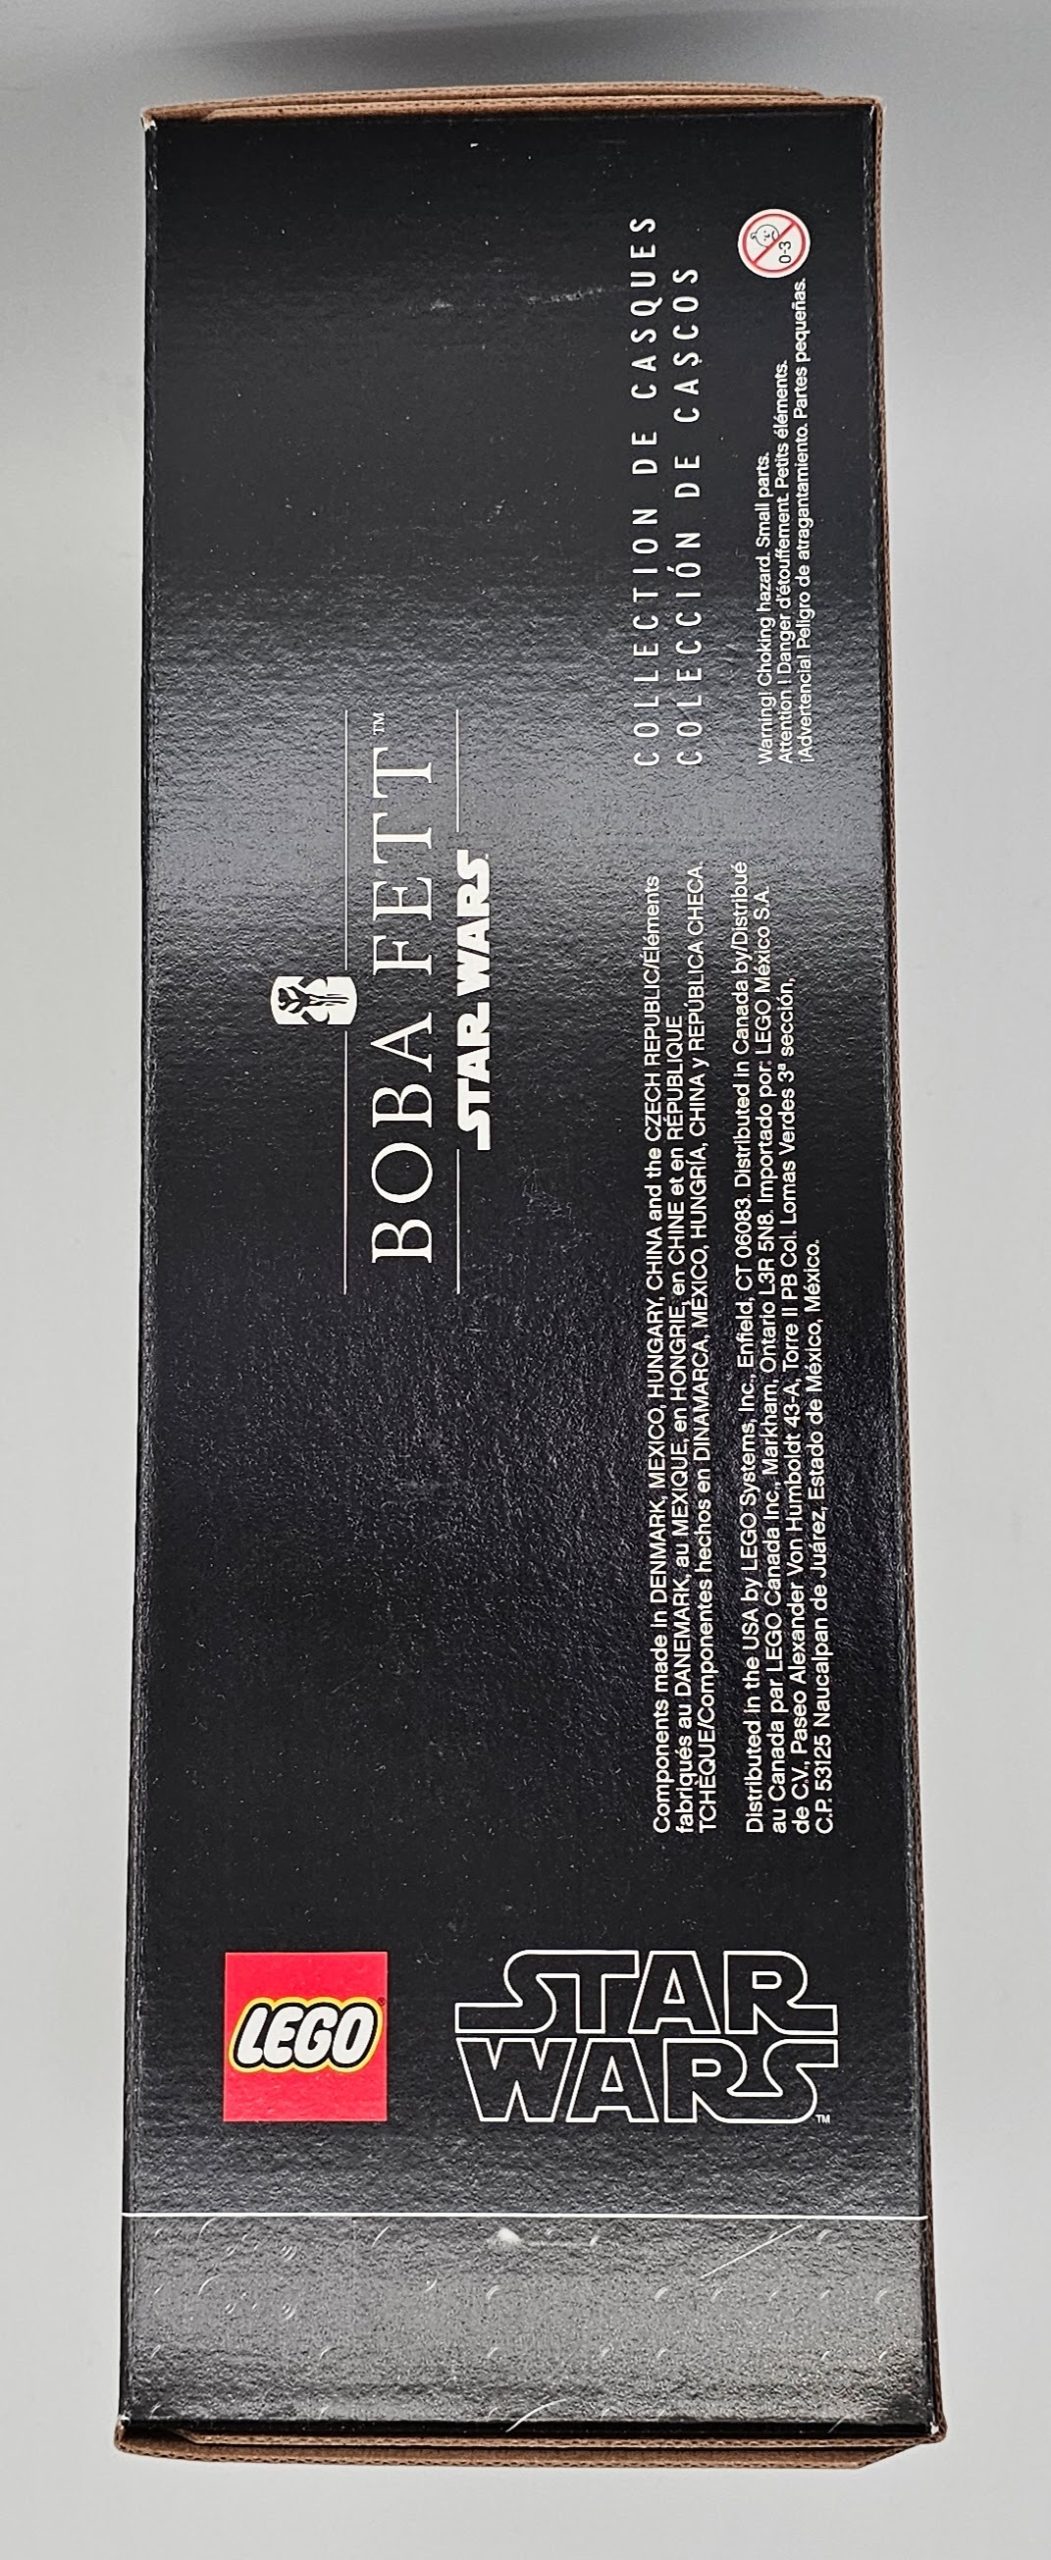 LEGO®
STAR
WARS™
BOBA FETT™
STAR WARS
Components made in DENMARK, MEXICO, HUNGARY, CHINA and the CZECH REPUBLIC/Éléments
fabriqués au DANEMARK, au MEXIQUE, en HONGRIE, en CHINE et en RÉPUBLIQUE
TCHÈQUE/Componentes hechos en DINAMARCA, MÉXICO, HUNGRÍA, CHINA y REPÚBLICA CHECA.
Distributed in the USA by LEGO Systems, Inc., Enfield, CT 06083. Distributed in Canada by/Distribué
au Canada par LEGO Canada Inc., Markham, Ontario L3R 5N8. Importado por: LEGO México S.A.
de C.V., Paseo Alexander Von Humboldt 43-A, Torre II PB Col. Lomas Verdes 3ª sección,
C.P. 53125 Naucalpan de Juárez, Estado de México, México.
COLLECTION DE CASQUES
COLECCIÓN DE CASCOS
Warning! Choking hazard. Small parts.
Attention ! Danger d'étouffement. Petits éléments.
¡Advertencia! Peligro de atragantamiento. Partes pequeñas.
0-3